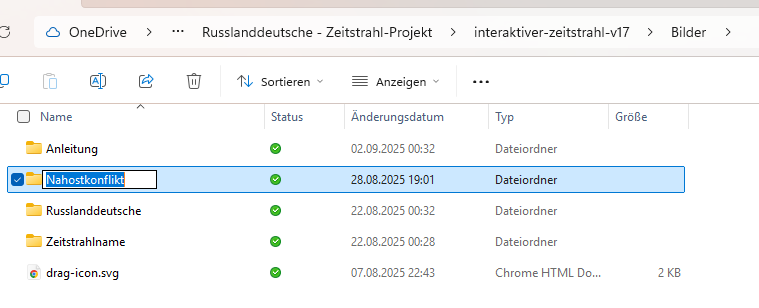 OneDrive > ... Russlanddeutsche - Zeitstrahl-Projekt > interaktiver-zeitstrahl-v17 > Bilder >
Sortieren Anzeigen ...
Name Status Änderungsdatum Typ Größe
Anleitung 02.09.2025 00:32 Dateiordner
Nahostkonflikt 28.08.2025 19:01 Dateiordner
Russlanddeutsche 22.08.2025 00:32 Dateiordner
Zeitstrahlname 22.08.2025 00:28 Dateiordner
drag-icon.svg 07.08.2025 22:43 Chrome HTML Do... 2 KB